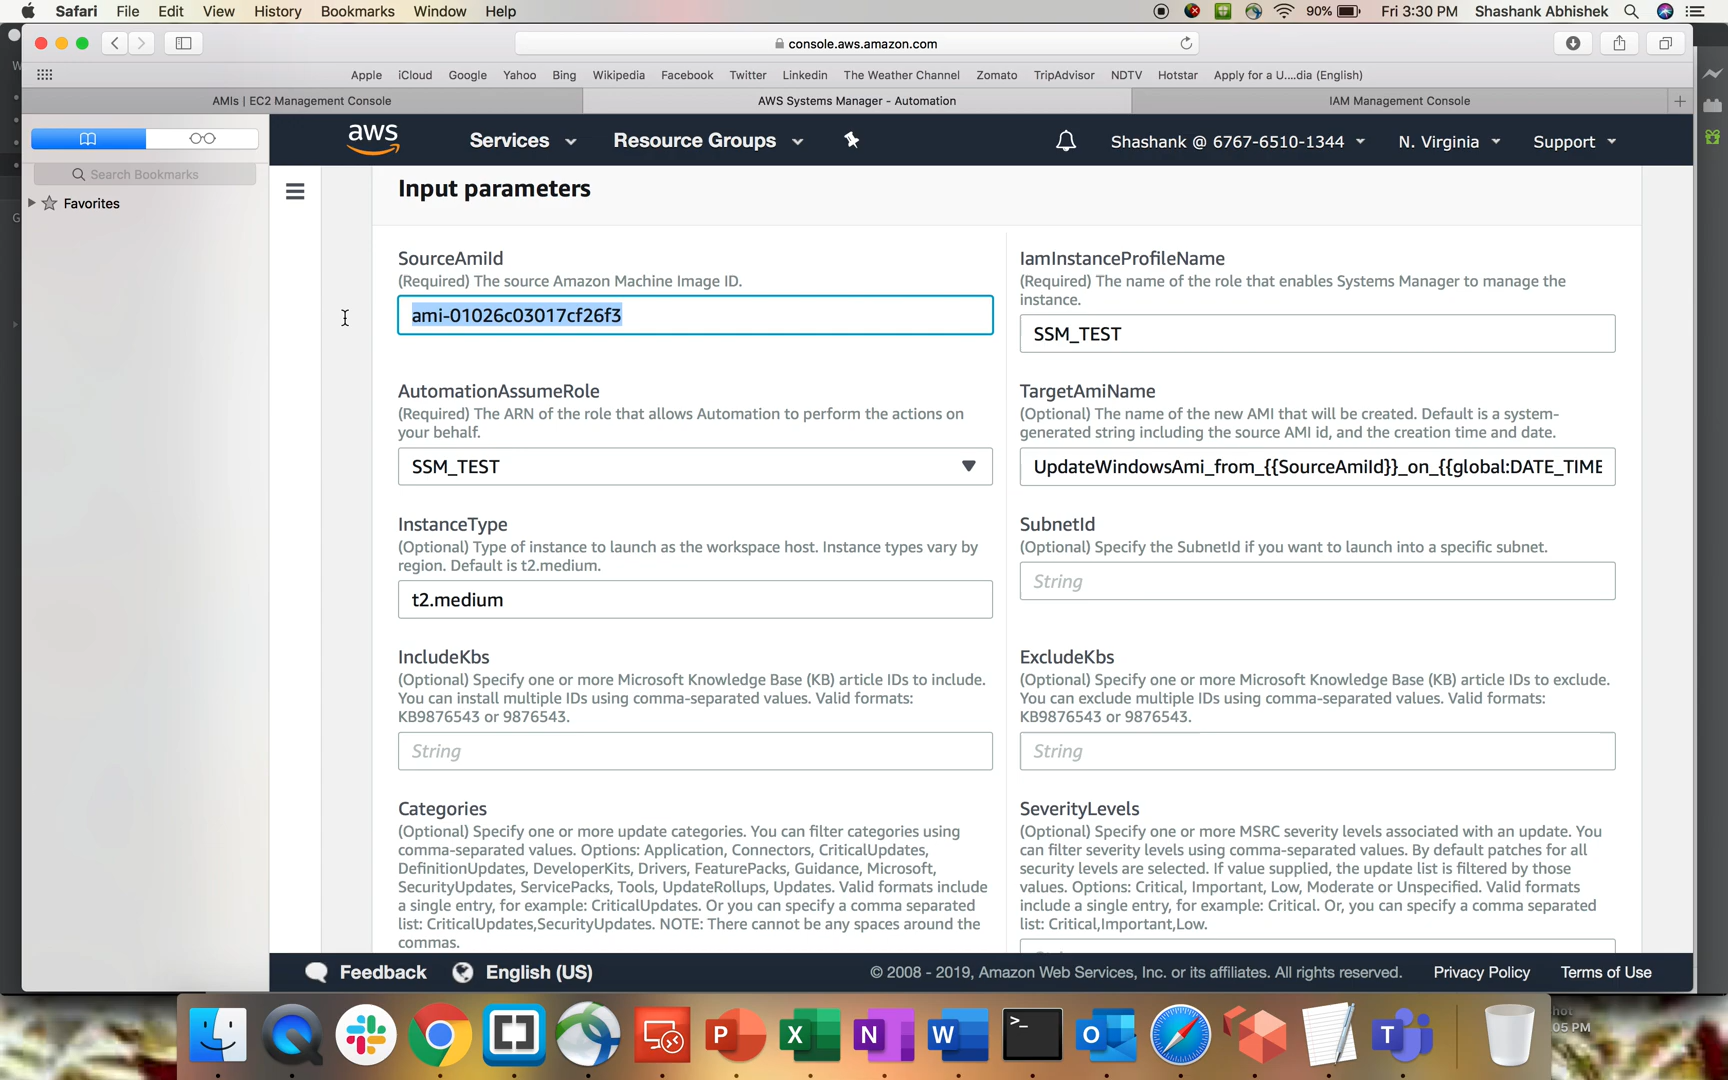 Safari File Edit View History Bookmarks Window Help 90% Fri 3:30 PM Shashank Abhishek
console.aws.amazon.com
Apple iCloud Google Yahoo Bing Wikipedia Facebook Twitter Linkedin The Weather Channel Zomato TripAdvisor NDTV Hotstar Apply for a U....dia (English)
AMIs | EC2 Management Console AWS Systems Manager - Automation IAM Management Console
aws Services Resource Groups Shashank @ 6767-6510-1344 N. Virginia Support
Search Bookmarks
Favorites
Input parameters
SourceAmiId
(Required) The source Amazon Machine Image ID.
ami-01026c03017cf26f3
IamInstanceProfileName
(Required) The name of the role that enables Systems Manager to manage the
instance.
SSM_TEST
AutomationAssumeRole
(Required) The ARN of the role that allows Automation to perform the actions on
your behalf.
SSM_TEST
TargetAmiName
(Optional) The name of the new AMI that will be created. Default is a system-
generated string including the source AMI id, and the creation time and date.
UpdateWindowsAmi_from_{{SourceAmiId}}_on_{{global:DATE_TIME
InstanceType
(Optional) Type of instance to launch as the workspace host. Instance types vary by
region. Default is t2.medium.
t2.medium
SubnetId
(Optional) Specify the SubnetId if you want to launch into a specific subnet.
String
IncludeKbs
(Optional) Specify one or more Microsoft Knowledge Base (KB) article IDs to include.
You can install multiple IDs using comma-separated values. Valid formats:
KB9876543 or 9876543.
String
ExcludeKbs
(Optional) Specify one or more Microsoft Knowledge Base (KB) article IDs to exclude.
You can exclude multiple IDs using comma-separated values. Valid formats:
KB9876543 or 9876543.
String
Categories
(Optional) Specify one or more update categories. You can filter categories using
comma-separated values. Options: Application, Connectors, CriticalUpdates,
DefinitionUpdates, DeveloperKits, Drivers, FeaturePacks, Guidance, Microsoft,
SecurityUpdates, ServicePacks, Tools, UpdateRollups, Updates. Valid formats include
a single entry, for example: CriticalUpdates. Or you can specify a comma separated
list: CriticalUpdates,SecurityUpdates. NOTE: There cannot be any spaces around the
commas.
SeverityLevels
(Optional) Specify one or more MSRC severity levels associated with an update. You
can filter severity levels using comma-separated values. By default patches for all
security levels are selected. If value supplied, the update list is filtered by those
values. Options: Critical, Important, Low, Moderate or Unspecified. Valid formats
include a single entry, for example: Critical. Or, you can specify a comma separated
list: Critical,Important,Low.
Feedback English (US) © 2008 - 2019, Amazon Web Services, Inc. or its affiliates. All rights reserved. Privacy Policy Terms of Use
P X N W O T
05 PM